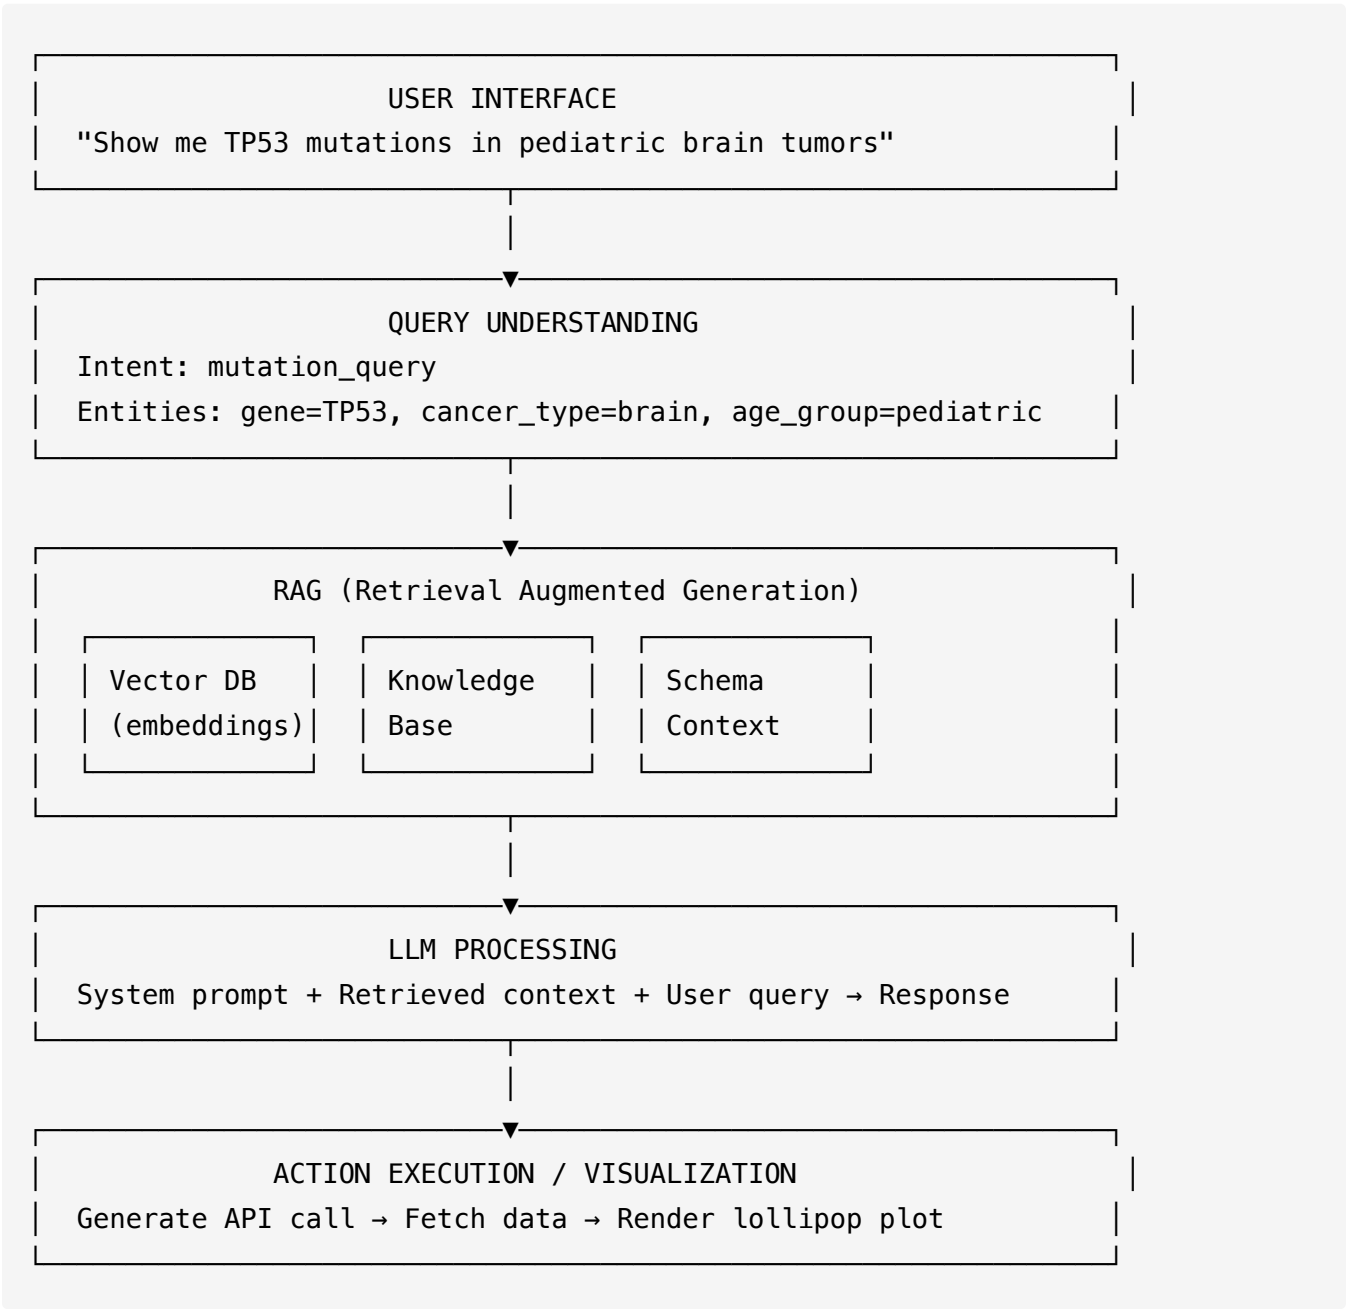 USER INTERFACE
"Show me TP53 mutations in pediatric brain tumors"
QUERY UNDERSTANDING
Intent: mutation_query
Entities: gene=TP53, cancer_type=brain, age_group=pediatric
RAG (Retrieval Augmented Generation)
Vector DB Knowledge Schema
(embeddings) Base Context
LLM PROCESSING
System prompt + Retrieved context + User query → Response
ACTION EXECUTION / VISUALIZATION
Generate API call → Fetch data → Render lollipop plot